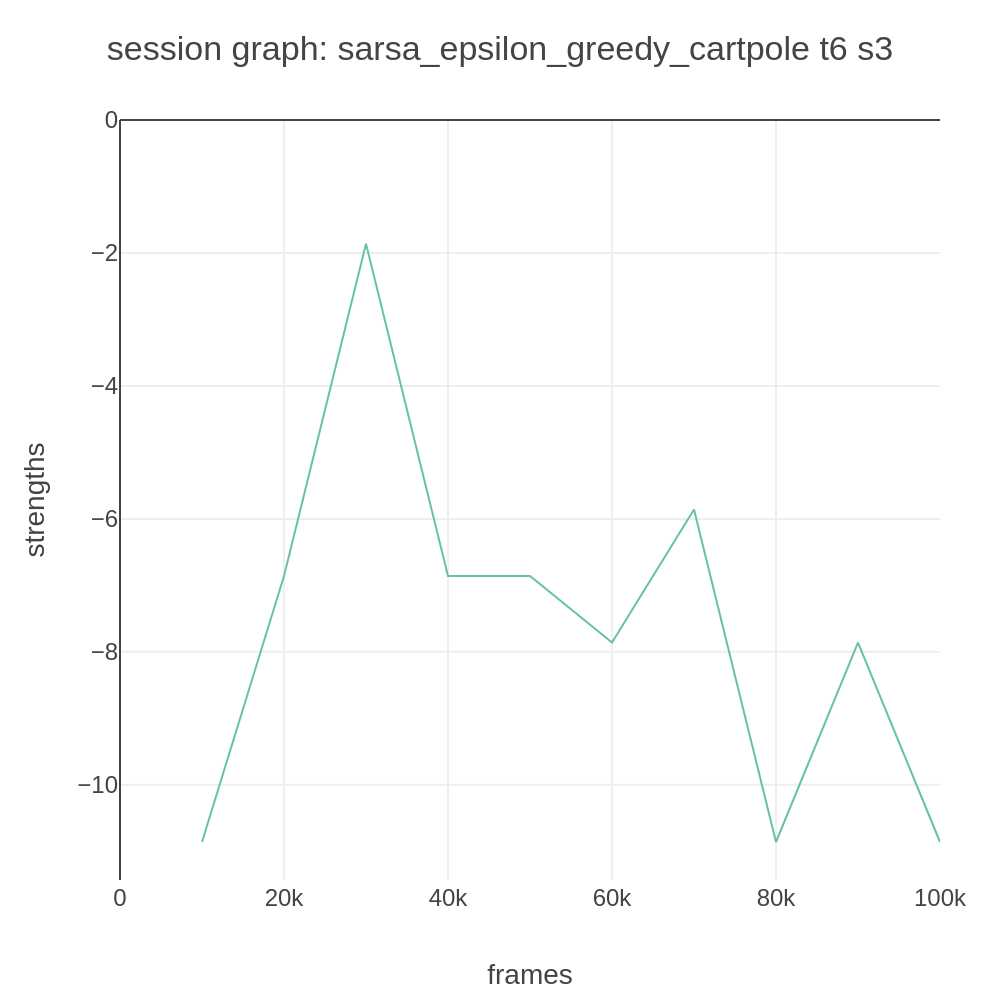 session graph: sarsa_epsilon_greedy_cartpole t6 s3
0
−2
−4
−6
−8
−10
strengths
0 20k 40k 60k 80k 100k
frames